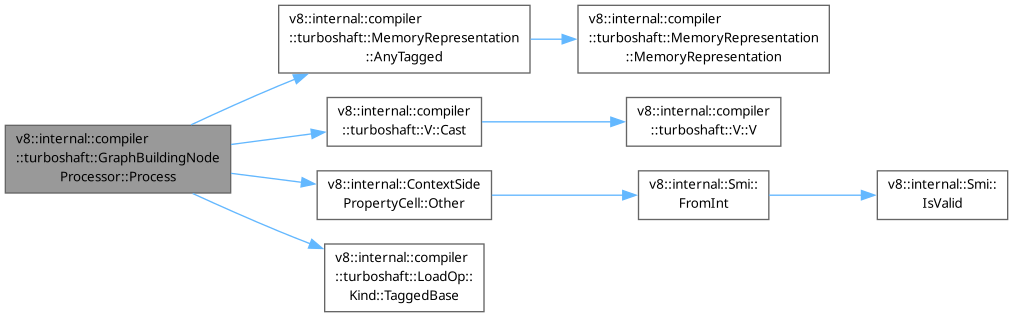 v8::internal::compiler
::turboshaft::GraphBuildingNode
Processor::Process
v8::internal::compiler
::turboshaft::MemoryRepresentation
::AnyTagged
v8::internal::compiler
::turboshaft::MemoryRepresentation
::MemoryRepresentation
v8::internal::compiler
::turboshaft::V::Cast
v8::internal::compiler
::turboshaft::V::V
v8::internal::ContextSide
PropertyCell::Other
v8::internal::Smi::
FromInt
v8::internal::Smi::
IsValid
v8::internal::compiler
::turboshaft::LoadOp::
Kind::TaggedBase